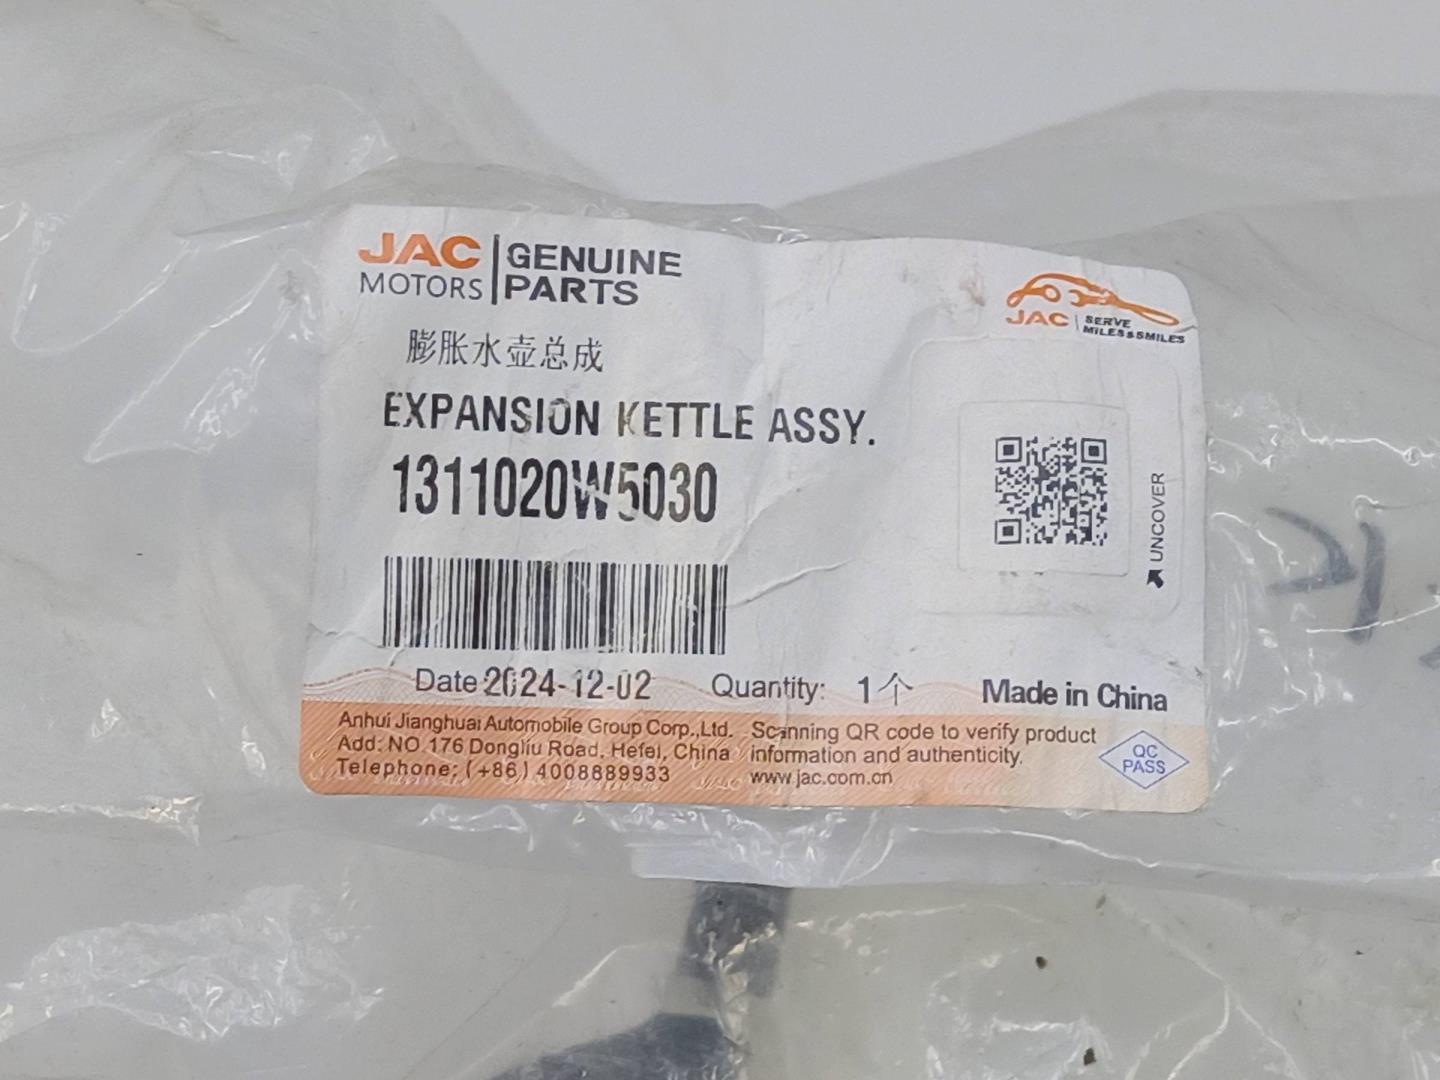 JAC MOTORS | GENUINE PARTS
JAC | SERVE MILES&SMILES
膨胀水壶总成
EXPANSION KETTLE ASSY.
1311020W5030
UNCOVER
Date 2024-12-02 Quantity: 1个 Made in China
Anhui Jianghuai Automobile Group Corp.,Ltd.
Add: NO.176 Dongliu Road, Hefei, China
Telephone: (+86) 4008889933
Scanning QR code to verify product
information and authenticity.
www.jac.com.cn
QC
PASS